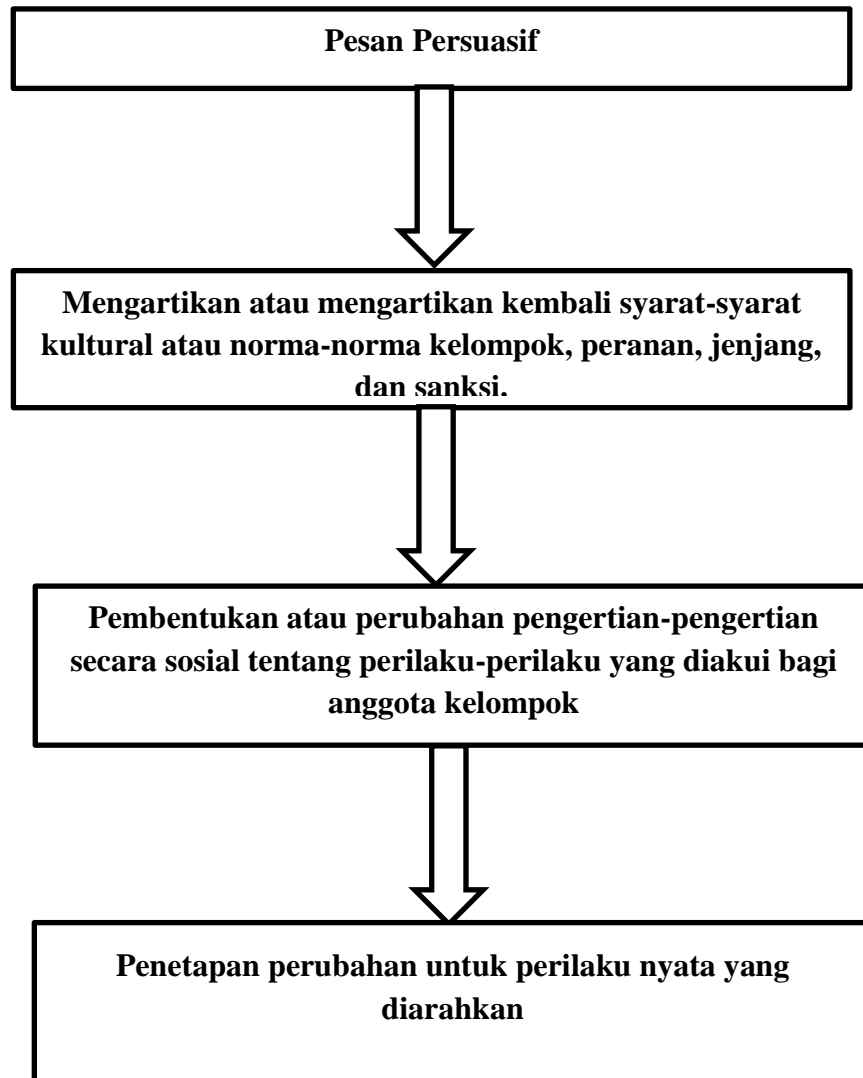 Pesan Persuasif
Mengartikan atau mengartikan kembali syarat-syarat
kultural atau norma-norma kelompok, peranan, jenjang,
dan sanksi.
Pembentukan atau perubahan pengertian-pengertian
secara sosial tentang perilaku-perilaku yang diakui bagi
anggota kelompok
Penetapan perubahan untuk perilaku nyata yang
diarahkan